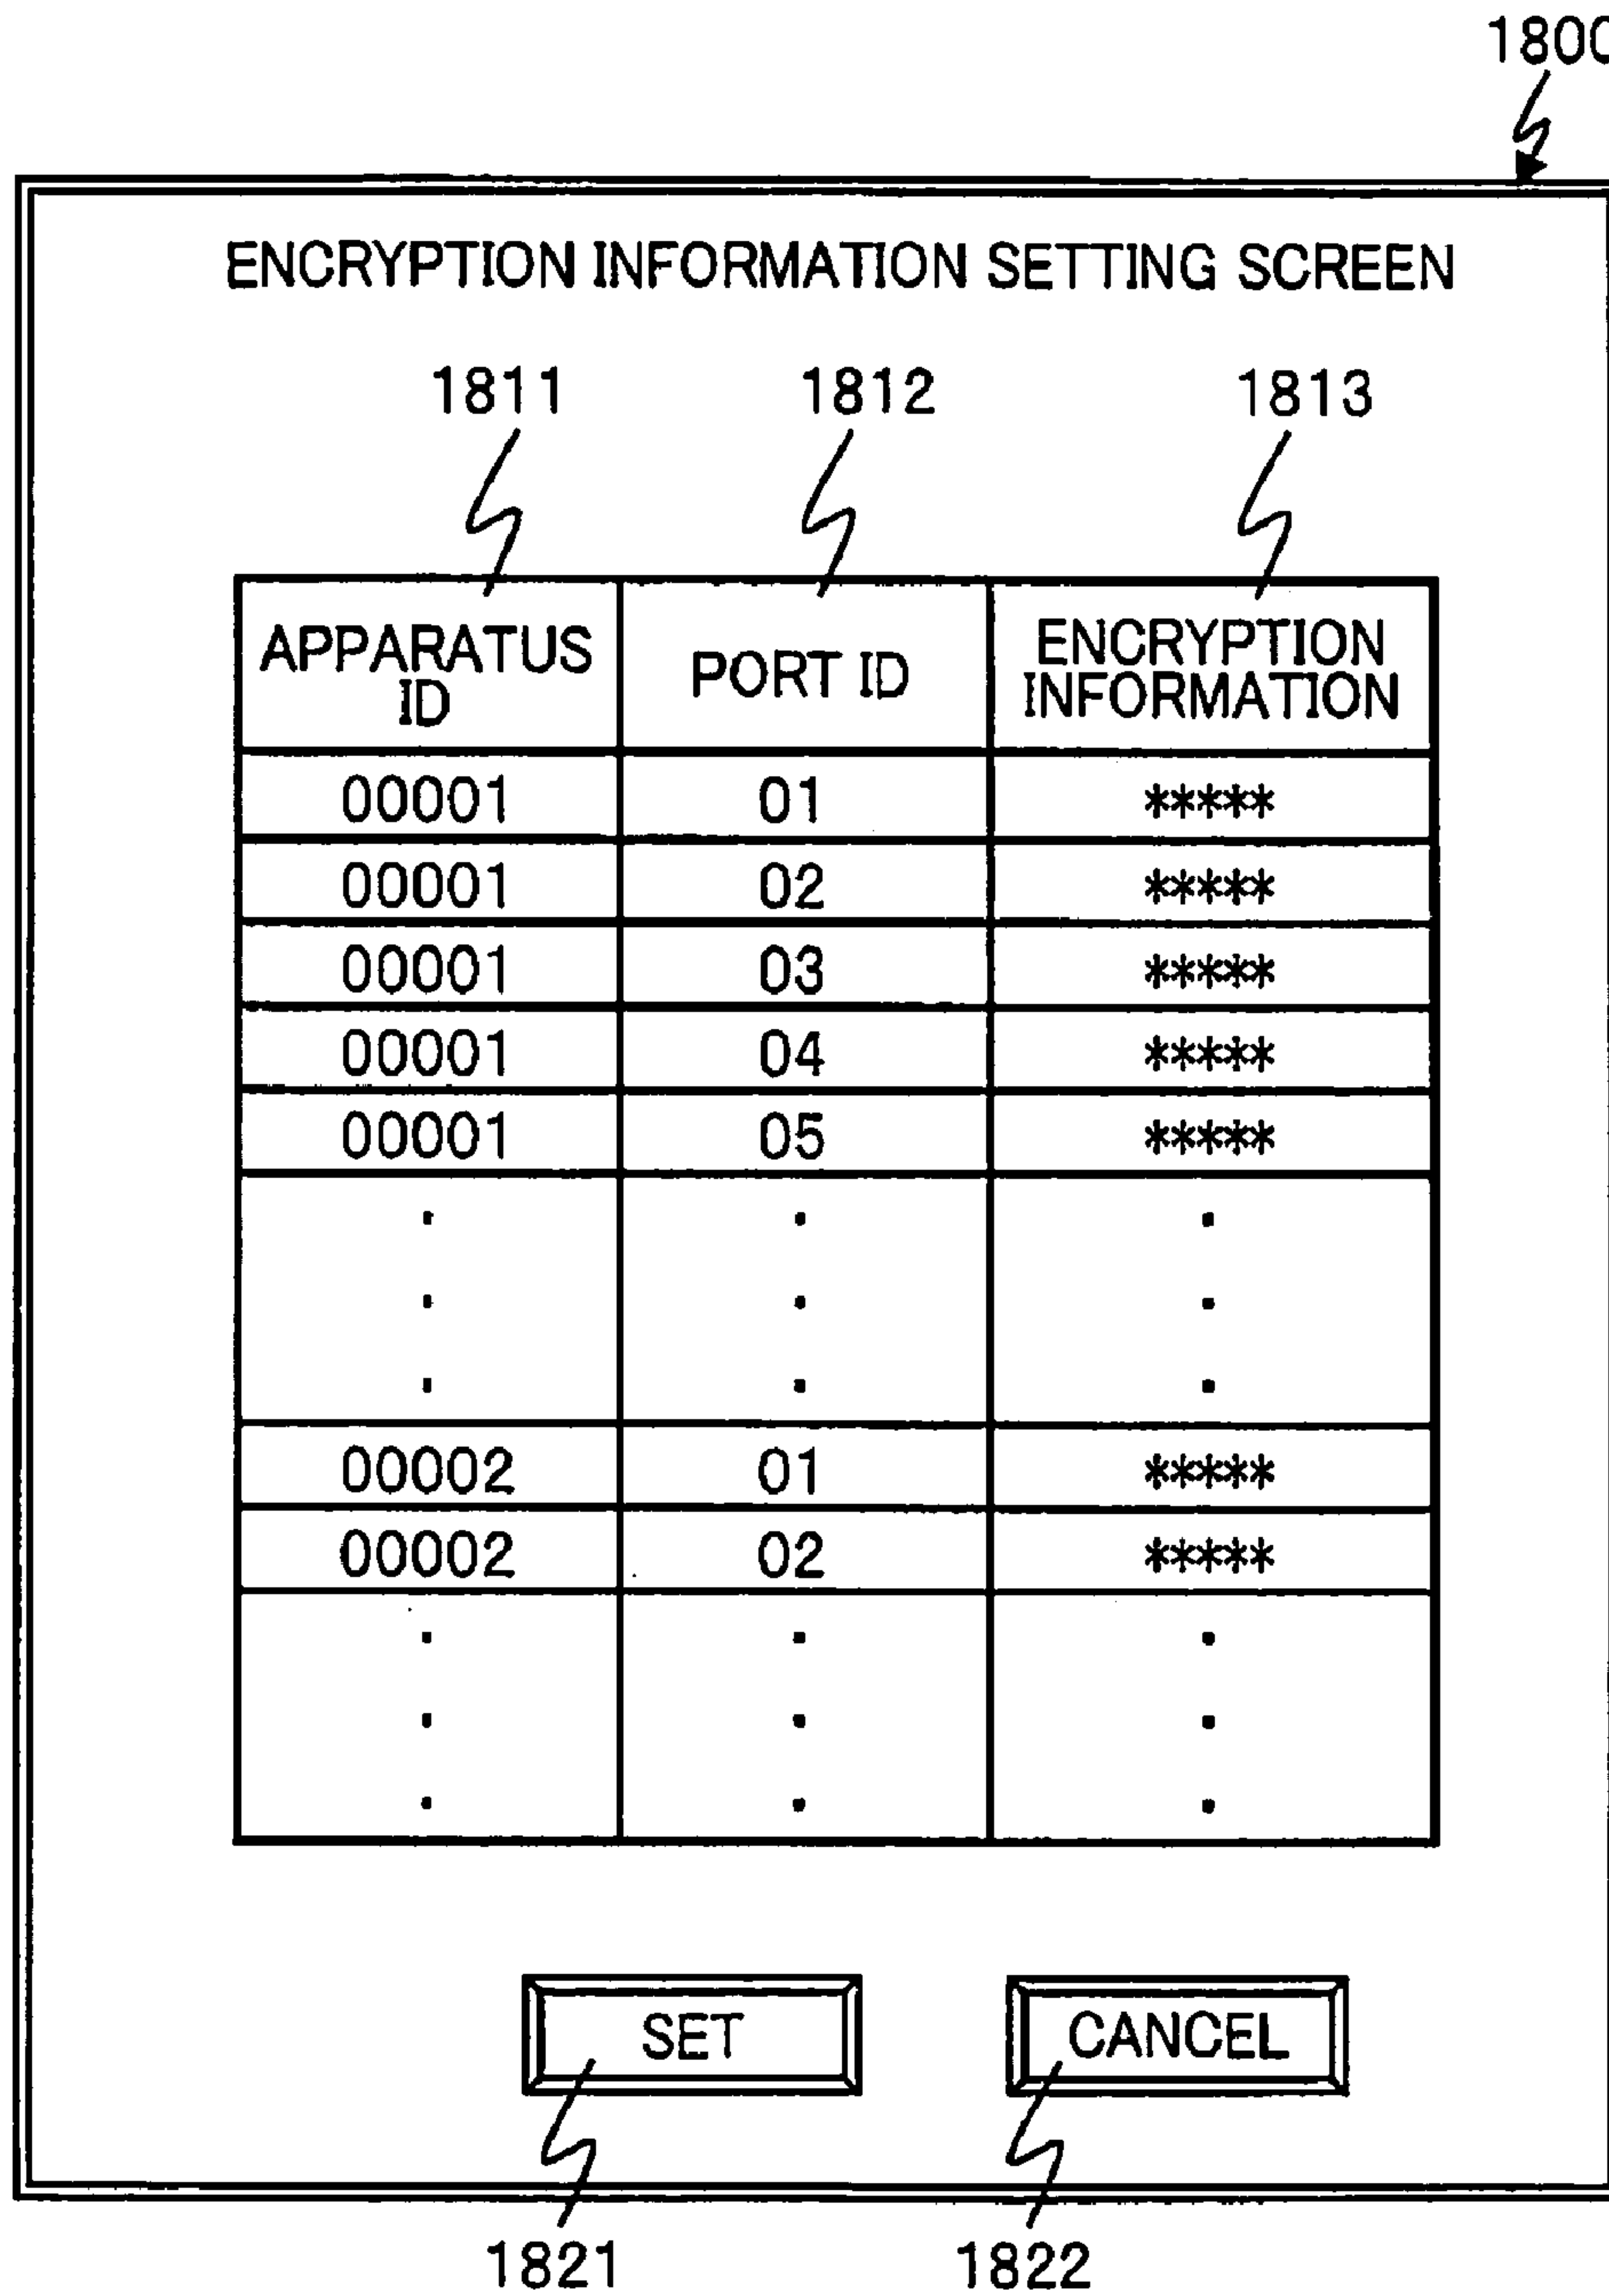 1800
ENCRYPTION INFORMATION SETTING SCREEN
1811 1812 1813
APPARATUS ID PORT ID ENCRYPTION INFORMATION
00001 01 *****
00001 02 *****
00001 03 *****
00001 04 *****
00001 05 *****
. . .
. . .
. . .
00002 01 *****
00002 02 *****
. . .
. . .
. . .
SET CANCEL
1821 1822